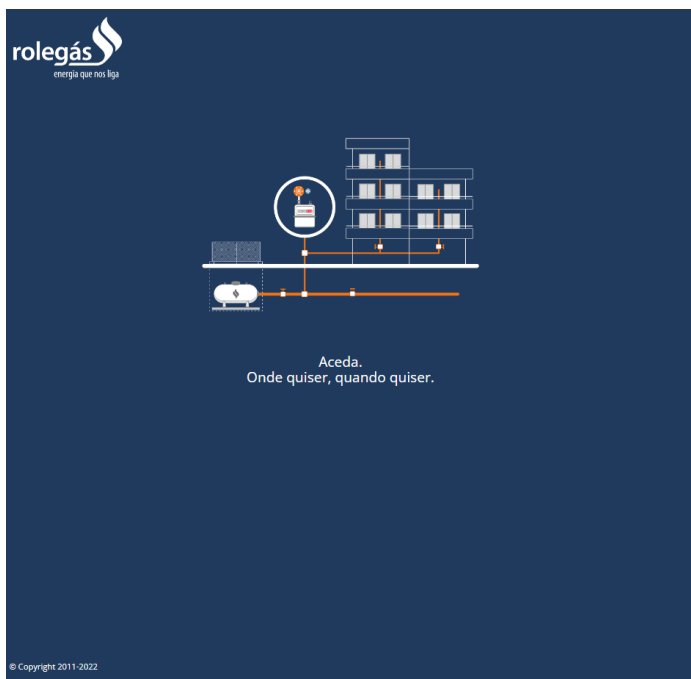 rolegás
energia que nos liga
Aceda.
Onde quiser, quando quiser.
© Copyright 2011-2022